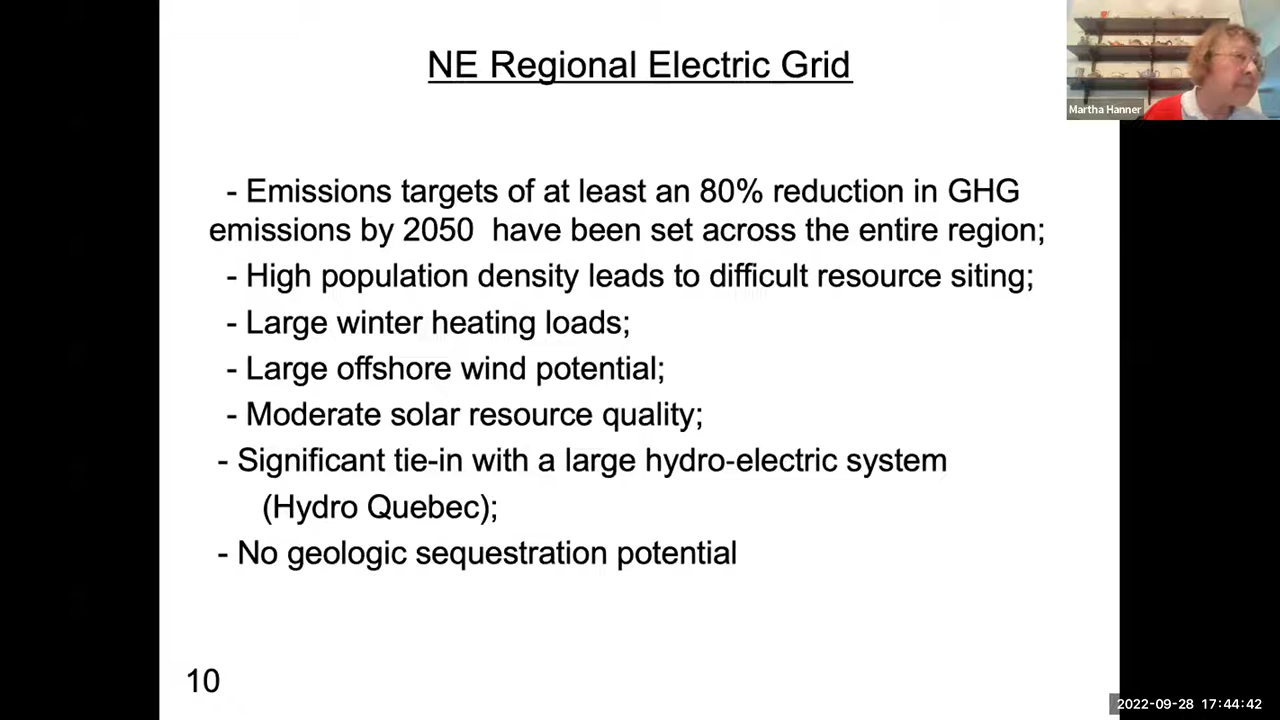 NE Regional Electric Grid
Martha Hanner
- Emissions targets of at least an 80% reduction in GHG
emissions by 2050  have been set across the entire region;
- High population density leads to difficult resource siting;
- Large winter heating loads;
- Large offshore wind potential;
- Moderate solar resource quality;
- Significant tie-in with a large hydro-electric system
(Hydro Quebec);
- No geologic sequestration potential
10
2022-09-28 17:44:42